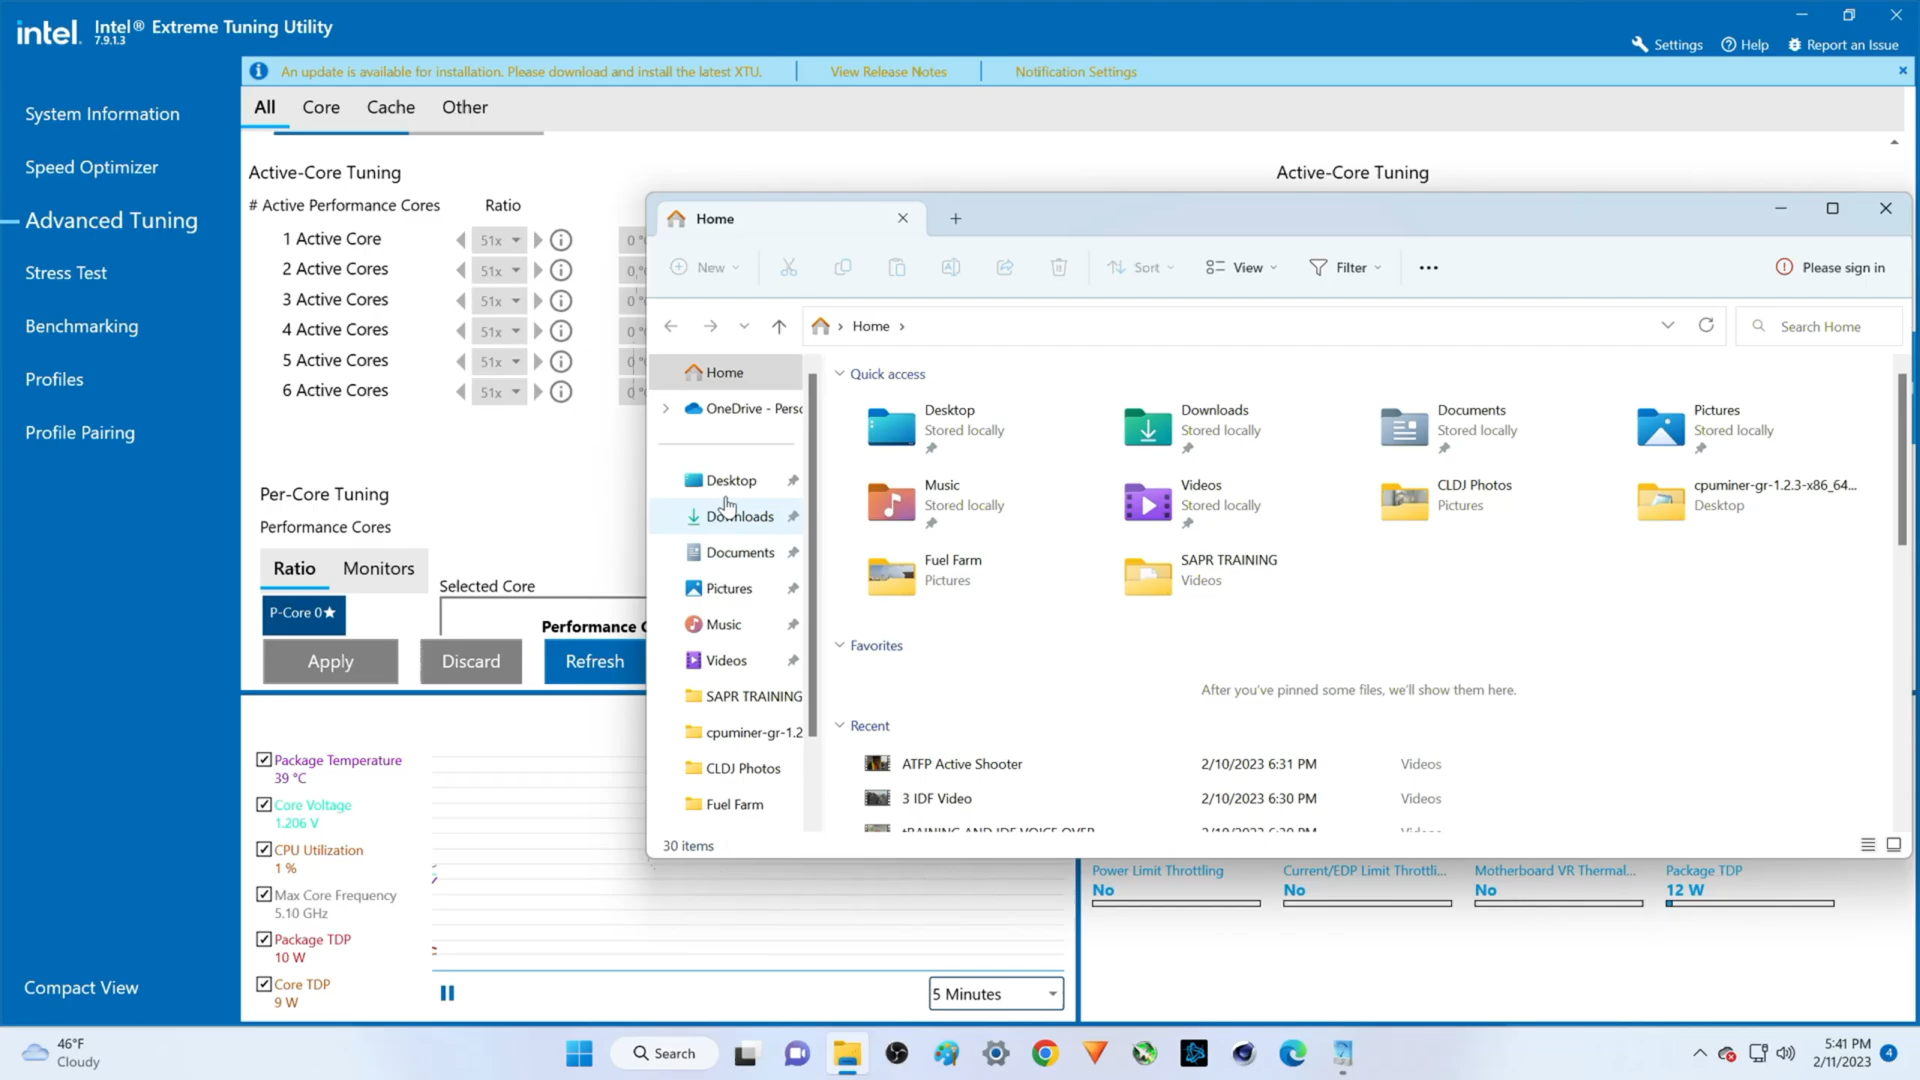 intel.
Intel® Extreme Tuning Utility
7.9.1.3
Settings
Help
Report an Issue
An update is available for installation. Please download and install the latest XTU.
View Release Notes
Notification Settings
System Information
Speed Optimizer
Advanced Tuning
Stress Test
Benchmarking
Profiles
Profile Pairing
Compact View
All
Core
Cache
Other
Active-Core Tuning
# Active Performance Cores
Ratio
1 Active Core
51x
0 °
2 Active Cores
51x
3 Active Cores
51x
4 Active Cores
51x
5 Active Cores
51x
6 Active Cores
51x
Active-Core Tuning
Per-Core Tuning
Performance Cores
Ratio
Monitors
Selected Core
P-Core 0★
Performance
Apply
Discard
Refresh
Home
New
Sort
View
Filter
Please sign in
Home
Search Home
Home
OneDrive - Perso
Desktop
Downloads
Documents
Pictures
Music
Videos
SAPR TRAINING
cpuminer-gr-1.2
CLDJ Photos
Fuel Farm
Quick access
Desktop
Stored locally
Downloads
Stored locally
Documents
Stored locally
Pictures
Stored locally
Music
Stored locally
Videos
Stored locally
CLDJ Photos
Pictures
cpuminer-gr-1.2.3-x86_64...
Desktop
Fuel Farm
Pictures
SAPR TRAINING
Videos
Favorites
After you've pinned some files, we'll show them here.
Recent
ATFP Active Shooter
2/10/2023 6:31 PM
Videos
3 IDF Video
2/10/2023 6:30 PM
Videos
30 items
Package Temperature
39 °C
Core Voltage
1.206 V
CPU Utilization
1 %
Max Core Frequency
5.10 GHz
Package TDP
10 W
Core TDP
9 W
5 Minutes
Power Limit Throttling
No
Current/EDP Limit Throttli...
No
Motherboard VR Thermal...
No
Package TDP
12 W
46°F
Cloudy
Search
5:41 PM
2/11/2023
4